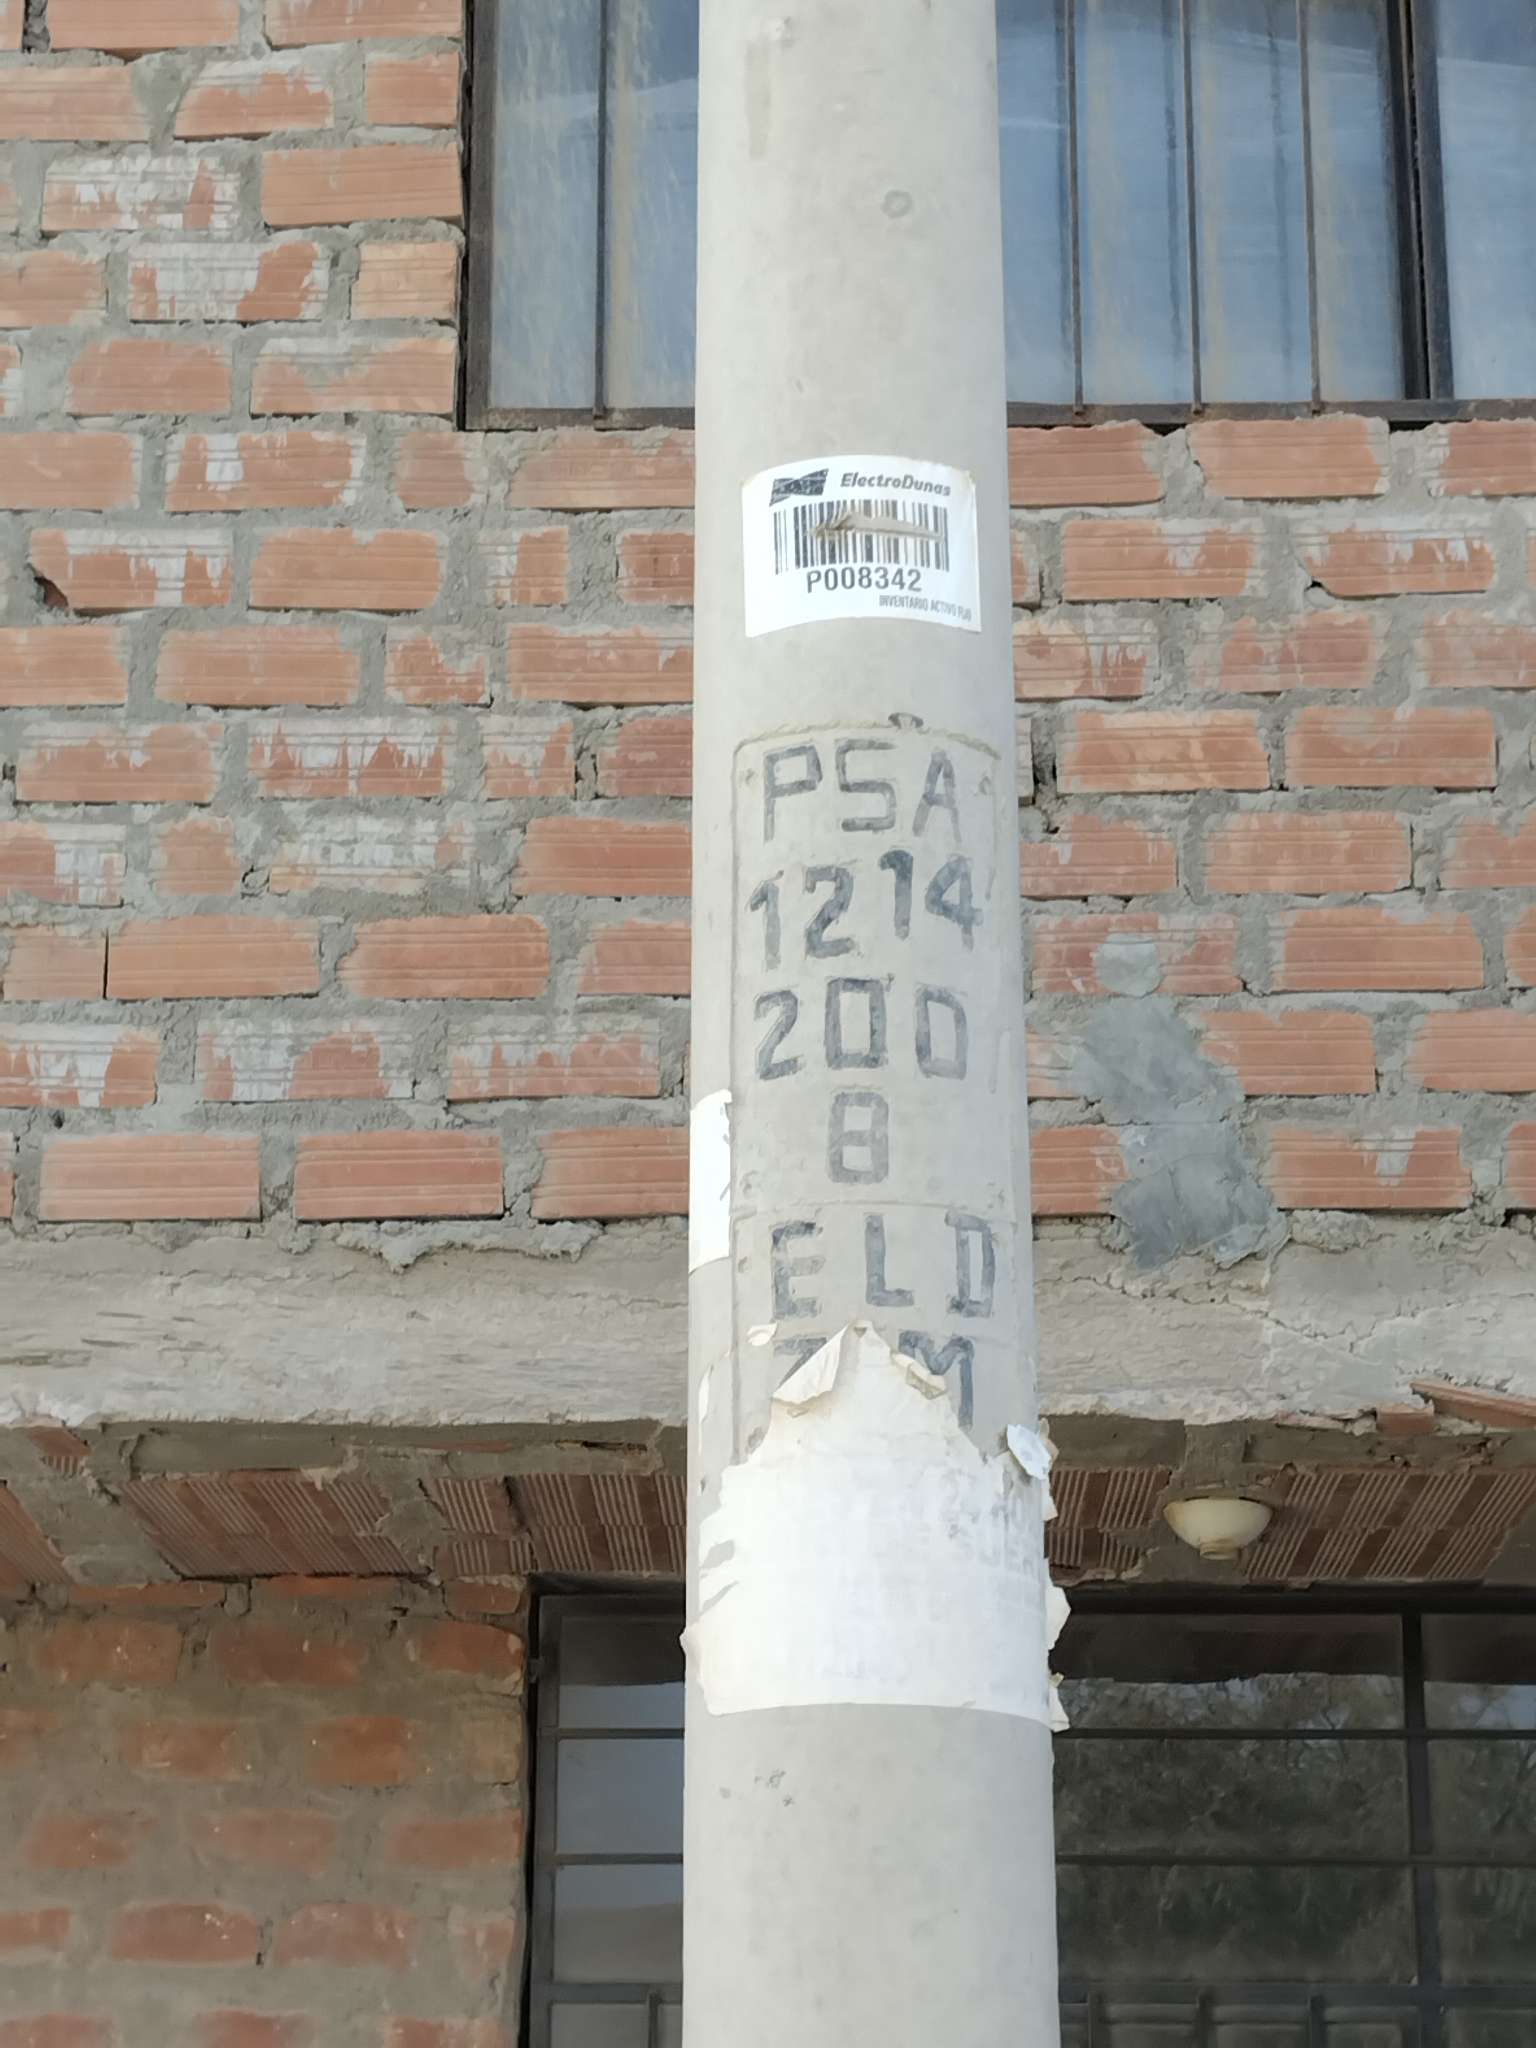 ElectroDunas
P008342
INVENTARIO ACTIVO FIJO
PSA
1214
200
8
ELD
M